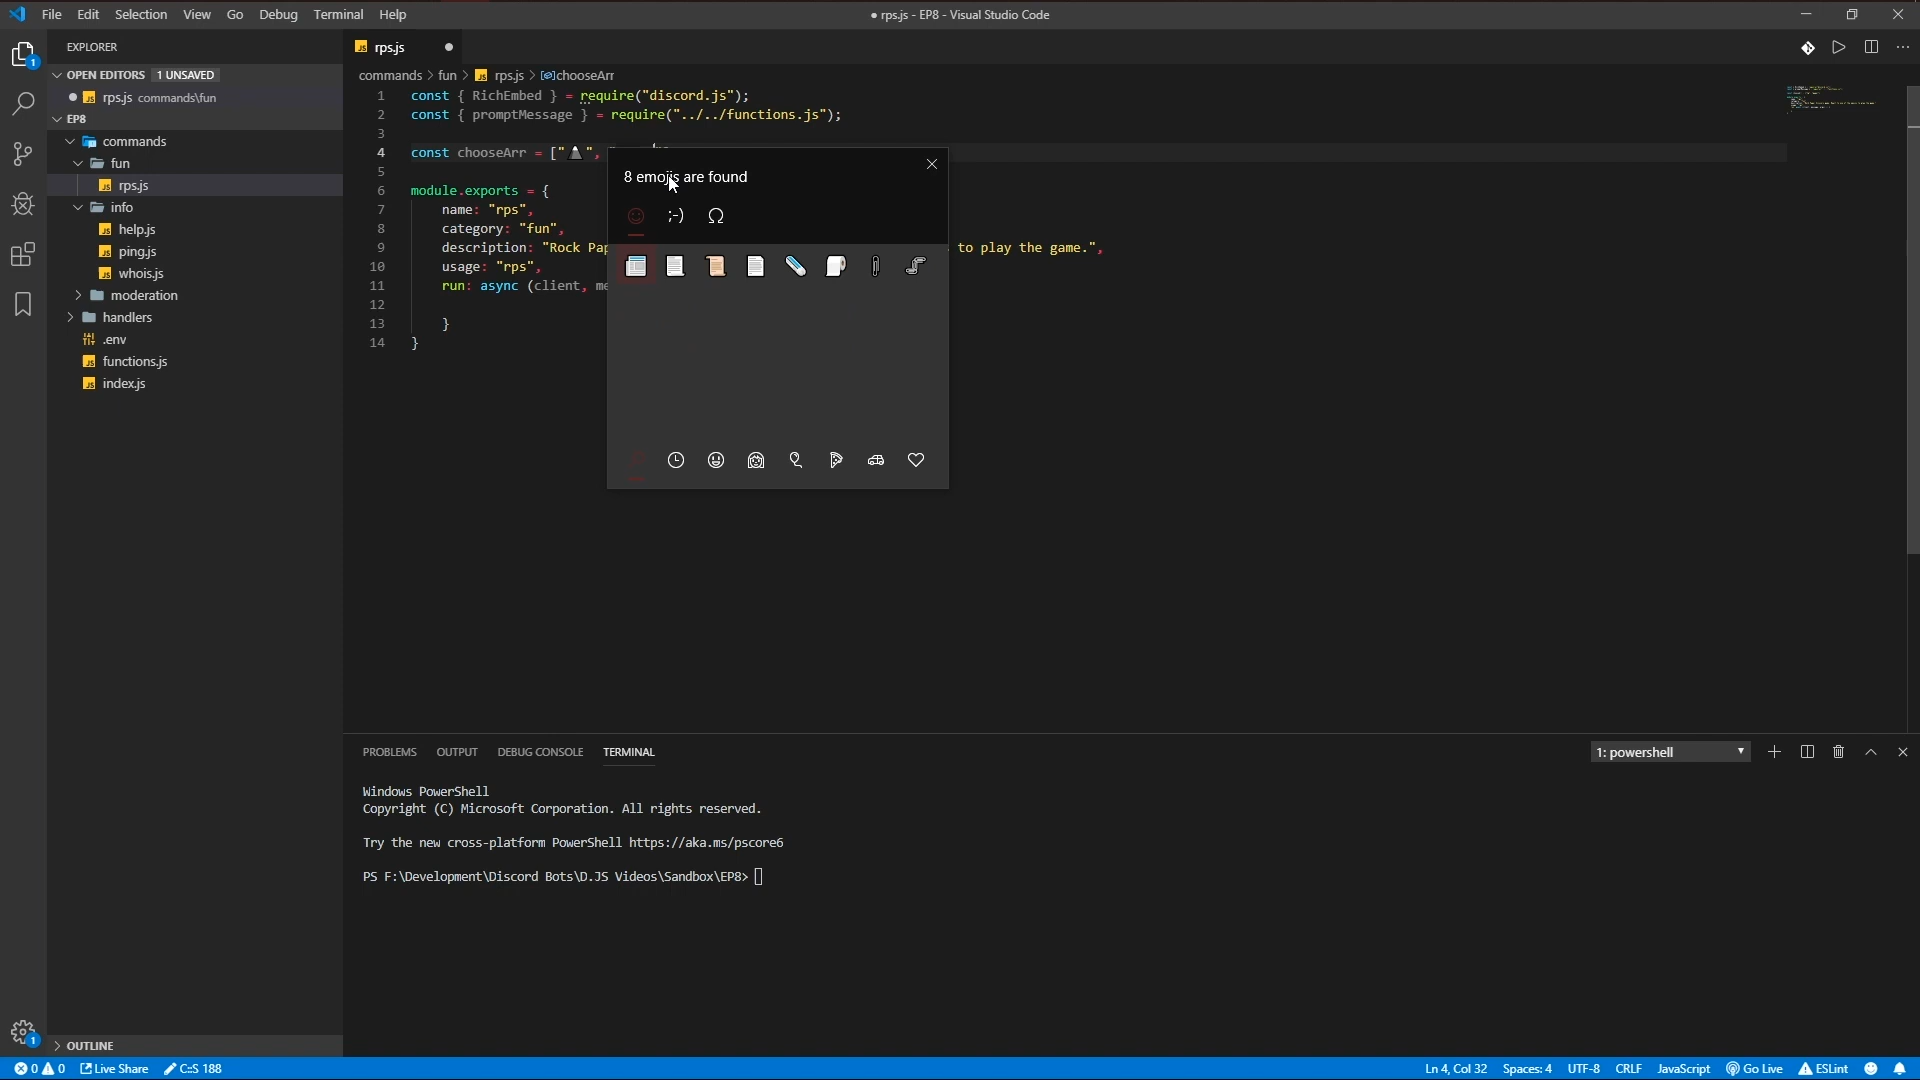 File Edit Selection View Go Debug Terminal Help
● rps.js - EP8 - Visual Studio Code
EXPLORER
OPEN EDITORS 1 UNSAVED
rps.js commands\fun
EP8
commands
fun
rps.js
info
help.js
ping.js
whois.js
moderation
handlers
.env
functions.js
index.js
OUTLINE
rps.js
commands > fun > rps.js > chooseArr
1 const { RichEmbed } = require("discord.js");
2 const { promptMessage } = require("../../functions.js");
3
4 const chooseArr = ["⛰", 
5
6 module.exports = {
7 name: "rps",
8 category: "fun",
9 description: "Rock Pap to play the game.",
10 usage: "rps",
11 run: async (client, me
12
13 }
14 }
8 emojis are found
;-) Ω
PROBLEMS OUTPUT DEBUG CONSOLE TERMINAL
1: powershell
Windows PowerShell
Copyright (C) Microsoft Corporation. All rights reserved.
Try the new cross-platform PowerShell https://aka.ms/pscore6
PS F:\Development\Discord Bots\D.JS Videos\Sandbox\EP8>
1
1
0 0 Live Share C:S 188
Ln 4, Col 32 Spaces: 4 UTF-8 CRLF JavaScript Go Live ESLint